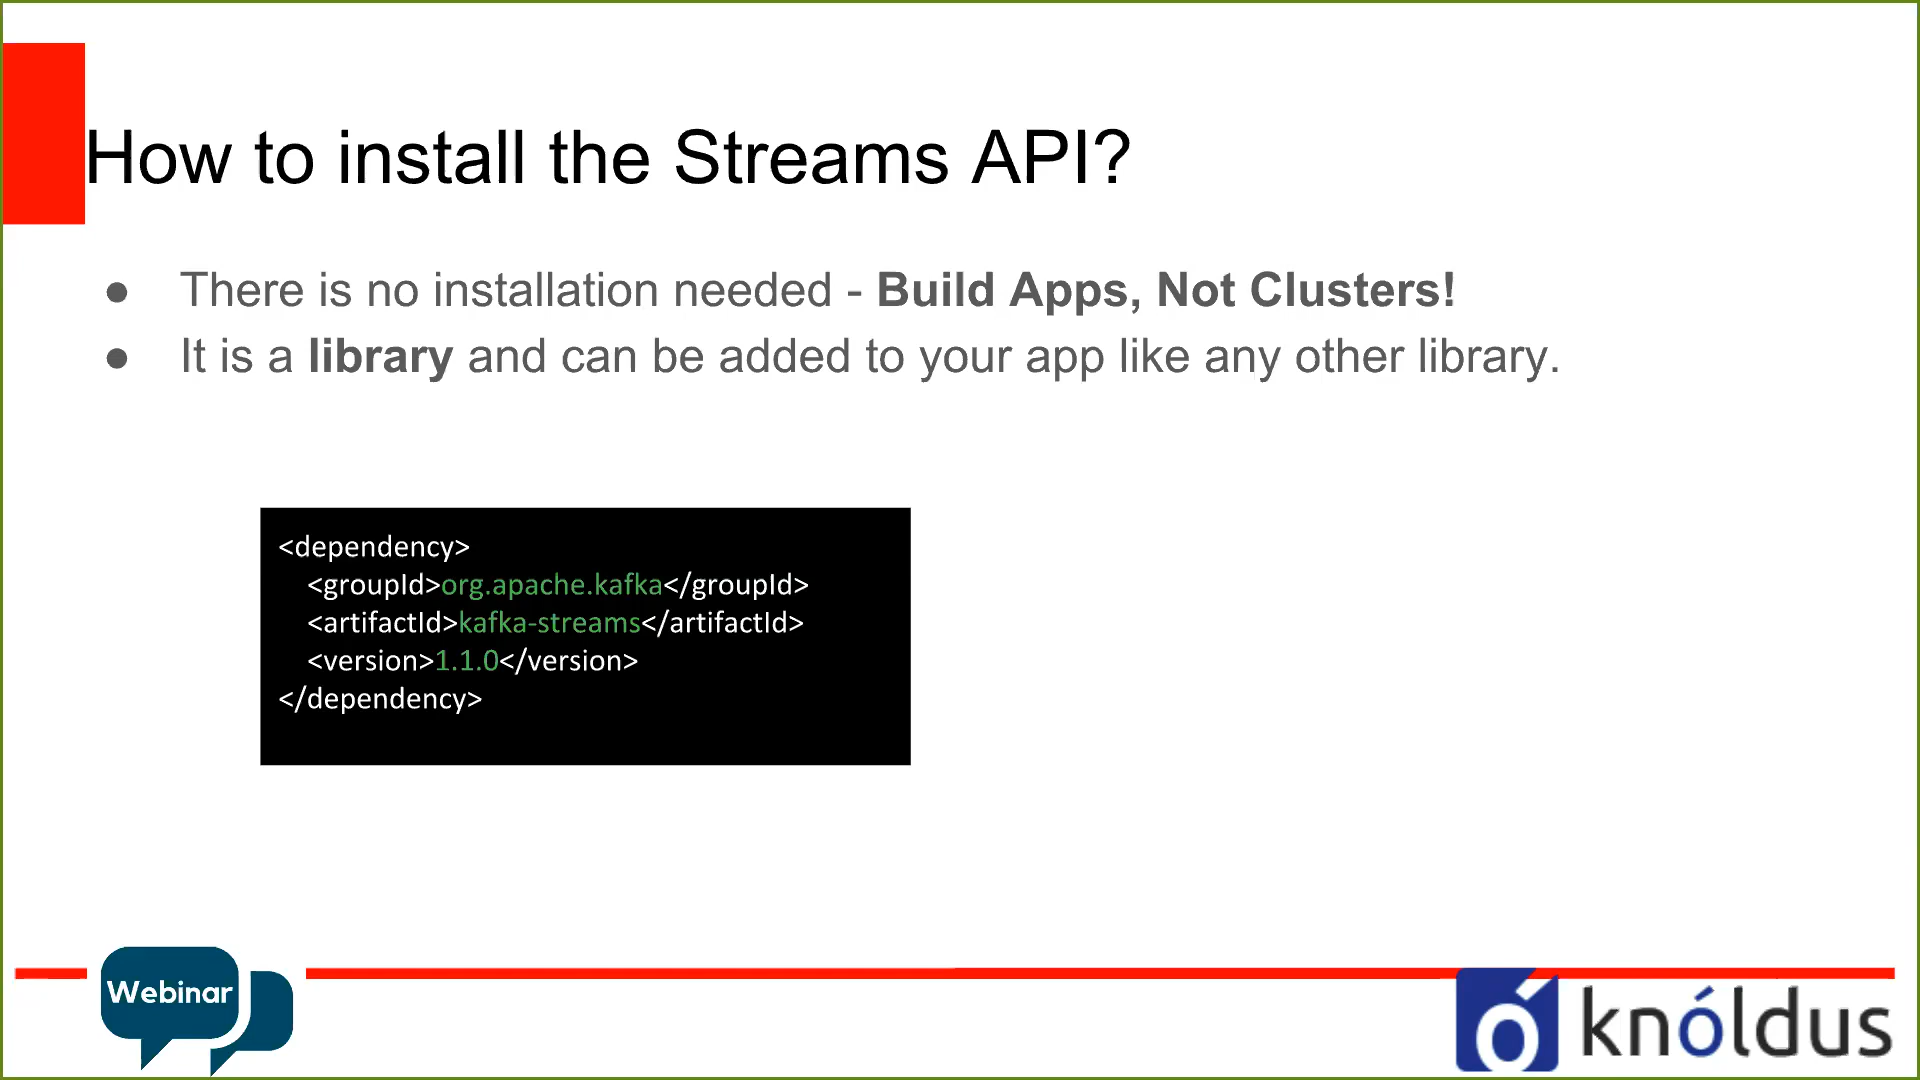 How to install the Streams API?
● There is no installation needed - Build Apps, Not Clusters!
● It is a library and can be added to your app like any other library.
<dependency>
<groupId>org.apache.kafka</groupId>
<artifactId>kafka-streams</artifactId>
<version>1.1.0</version>
</dependency>
Webinar
knóldus